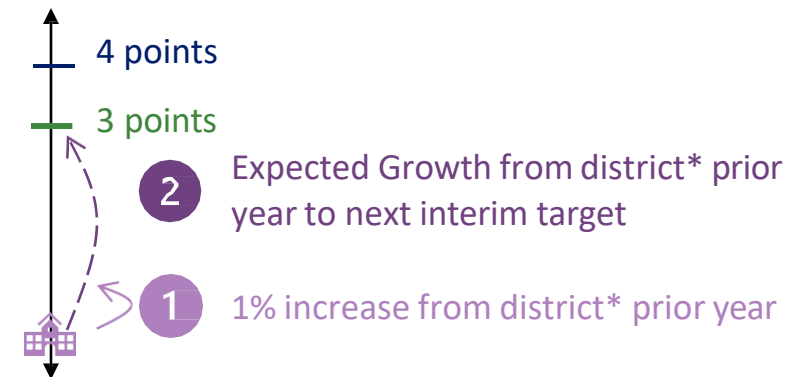 4 points
3 points
2
Expected Growth from district* prior
year to next interim target
1
1% increase from district* prior year